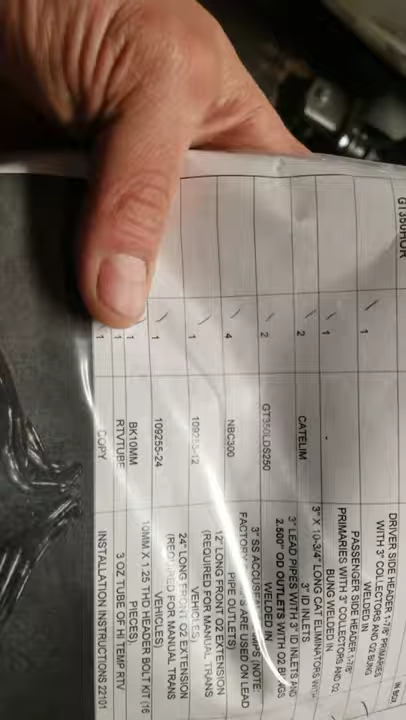 IN BOX
DRIVER SIDE HEADER 1-7/8" PRIMARIES
1 WITH 3" COLLECTORS AND O2 BUNG
WELDED IN
PASSENGER SIDE HEADER 1-7/8"
1 PRIMARIES WITH 3" COLLECTORS AND O2
BUNG WELDED IN
3" X 10-3/4" LONG CAT ELIMINATORS WITH
2 CATELIM 3" ID INLETS
3" LEAD PIPES WITH 3" ID INLETS AND
2 GT350LDS250 2.500" OD OUTLETS WITH O2 BUNGS
WELDED IN
3" SS (NOTE:
4 NBC300 FACTORY ARE USED ON LEAD
PIPE OUTLETS)
12" LONG FRONT O2 EXTENSION
1 109255-12 (REQUIRED FOR MANUAL TRANS
VEHICLES)
24" LONG O2 EXTENSION
1 109255-24 (REQUIRED FOR MANUAL TRANS
VEHICLES)
1 BK10MM 10MM X 1.25 THD HEADER BOLT KIT (16
PIECES)
1 RTVTUBE 3 OZ TUBE OF HI TEMP RTV
1 COPY INSTALLATION INSTRUCTIONS 22101